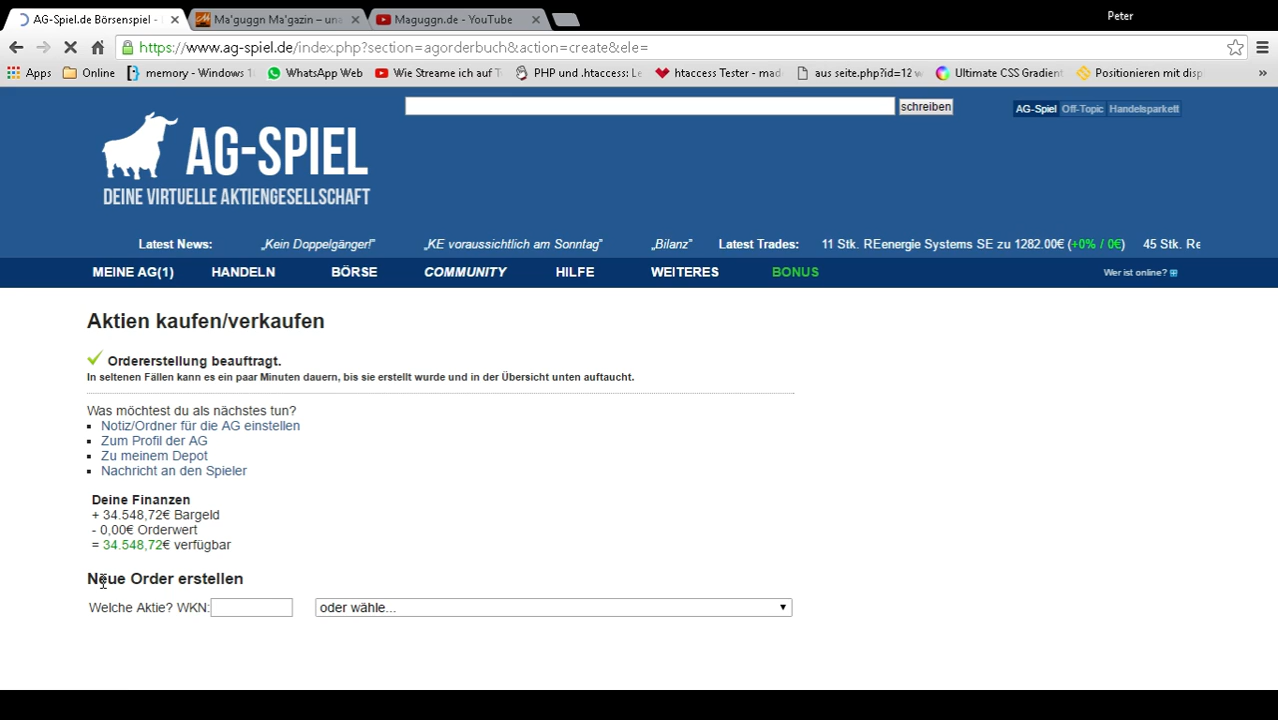 AG-Spiel.de Börsenspiel -
Ma'guggn Ma'gazin – una
Maguggn.de - YouTube
Peter
https://www.ag-spiel.de/index.php?section=agorderbuch&action=create&ele=
Apps
Online
memory - Windows 1
WhatsApp Web
Wie Streame ich auf T
PHP und .htaccess: Le
htaccess Tester - mad
aus seite.php?id=12 w
Ultimate CSS Gradient
Positionieren mit disp
»
schreiben
AG-Spiel Off-Topic Handelsparkett
AG-SPIEL
DEINE VIRTUELLE AKTIENGESELLSCHAFT
Latest News: „Kein Doppelgänger!" „KE voraussichtlich am Sonntag" „Bilanz" Latest Trades: 11 Stk. REenergie Systems SE zu 1282.00€ (+0% / 0€) 45 Stk. Re
MEINE AG(1) HANDELN BÖRSE COMMUNITY HILFE WEITERES BONUS Wer ist online?
Aktien kaufen/verkaufen
Ordererstellung beauftragt.
In seltenen Fällen kann es ein paar Minuten dauern, bis sie erstellt wurde und in der Übersicht unten auftaucht.
Was möchtest du als nächstes tun?
Notiz/Ordner für die AG einstellen
Zum Profil der AG
Zu meinem Depot
Nachricht an den Spieler
Deine Finanzen
+ 34.548,72€ Bargeld
- 0,00€ Orderwert
= 34.548,72€ verfügbar
Neue Order erstellen
Welche Aktie? WKN: oder wähle...